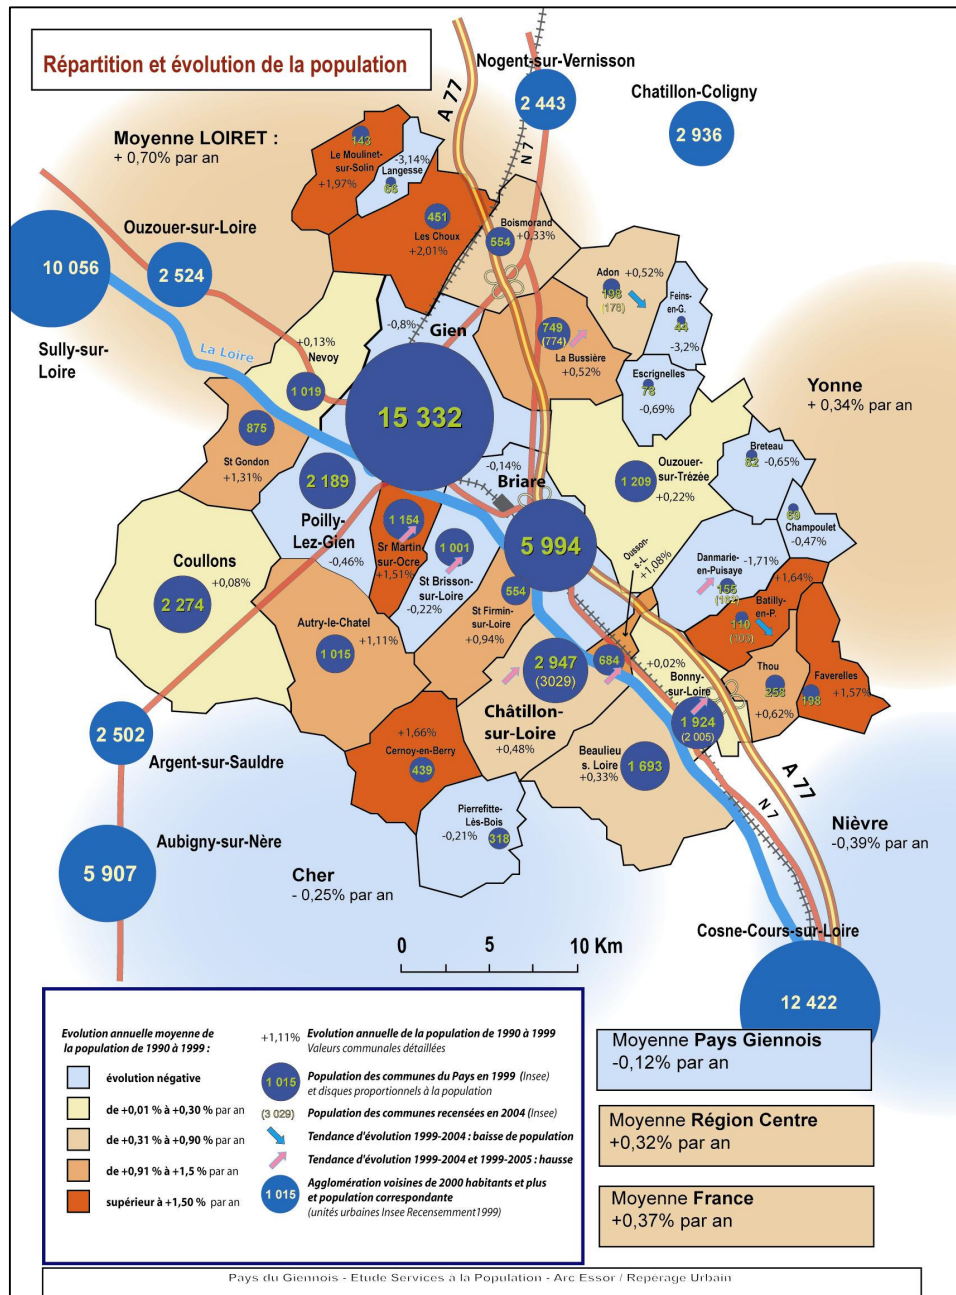 Répartition et évolution de la population
Nogent-sur-Vernisson
2 443
Chatillon-Coligny
2 936
A 77
N 7
Moyenne LOIRET :
+ 0,70% par an
143
Le Moulinet-
sur-Solin
+1,97%
-3,14%
Langesse
66
451
Les Choux
+2,01%
Boismorand
+0,33%
554
Ouzouer-sur-Loire
2 524
10 056
Sully-sur-
Loire
La Loire
Adon
+0,52%
198
(178)
Feins-
en-G.
44
-3,2%
-0,8%
Gien
15 332
+0,13%
Nevoy
1 019
749
(774)
La Bussière
+0,52%
Escrignelles
78
-0,69%
Yonne
+ 0,34% par an
875
St Gondon
+1,31%
2 189
Poilly-
Lez-Gien
-0,46%
-0,14%
Briare
5 994
Ouzouer-
sur-Trézée
1 209
+0,22%
Breteau
82
-0,65%
69
Champoulet
-0,47%
1 154
Sr Martin
sur-Ocre
+1,51%
1 001
St Brisson-
sur-Loire
-0,22%
Ousson-
s.-L.
+1,08%
Danmarie-
en-Puisaye
-1,71%
155
(162)
Coullons
+0,08%
2 274
554
St Firmin-
sur-Loire
+0,94%
+1,64%
Batilly-
en-P.
110
(103)
Autry-le-Chatel
+1,11%
1 015
2 947
(3029)
Châtillon-
sur-Loire
+0,48%
684
+0,02%
Bonny-
sur-Loire
1 924
(2 005)
Thou
258
+0,62%
Faverelles
+1,57%
198
2 502
Argent-sur-Sauldre
+1,66%
Cernoy-en-Berry
439
Beaulieu
s. Loire
+0,33%
1 693
A 77
N 7
Pierrefitte-
Lès-Bois
-0,21%
318
Aubigny-sur-Nère
5 907
Cher
- 0,25% par an
Nièvre
-0,39% par an
Cosne-Cours-sur-Loire
12 422
0 5 10 Km
Evolution annuelle moyenne de
la population de 1990 à 1999 :
évolution négative
de +0,01 % à +0,30 % par an
de +0,31 % à +0,90 % par an
de +0,91 % à +1,5 % par an
supérieur à +1,50 % par an
+1,11% Evolution annuelle de la population de 1990 à 1999
Valeurs communales détaillées
1 015 Population des communes du Pays en 1999 (Insee)
et disques proportionnels à la population
(3 029) Population des communes recensées en 2004 (Insee)
Tendance d'évolution 1999-2004 : baisse de population
Tendance d'évolution 1999-2004 et 1999-2005 : hausse
1 015 Agglomération voisines de 2000 habitants et plus
et population correspondante
(unités urbaines Insee Recensemment1999)
Moyenne Pays Giennois
-0,12% par an
Moyenne Région Centre
+0,32% par an
Moyenne France
+0,37% par an
Pays du Giennois - Etude Services à la Population - Arc Essor / Repérage Urbain